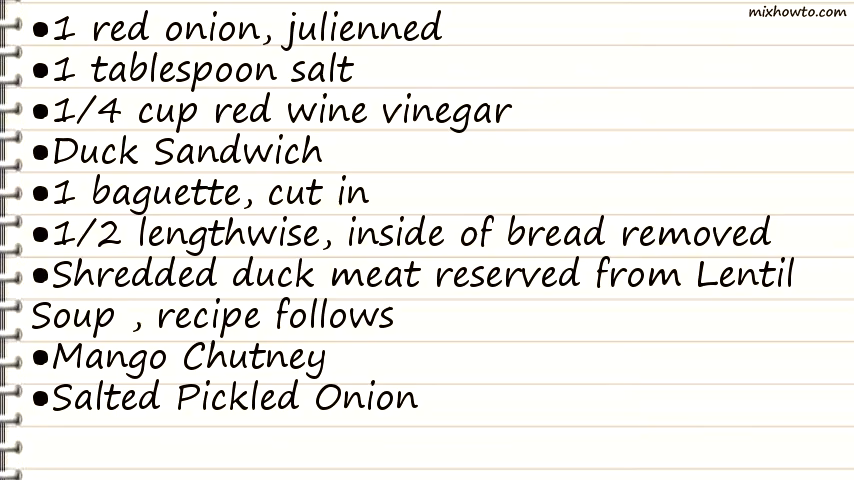 mixhowto.com
•1 red onion, julienned
•1 tablespoon salt
•1/4 cup red wine vinegar
•Duck Sandwich
•1 baguette, cut in
•1/2 lengthwise, inside of bread removed
•Shredded duck meat reserved from Lentil
Soup , recipe follows
•Mango Chutney
•Salted Pickled Onion